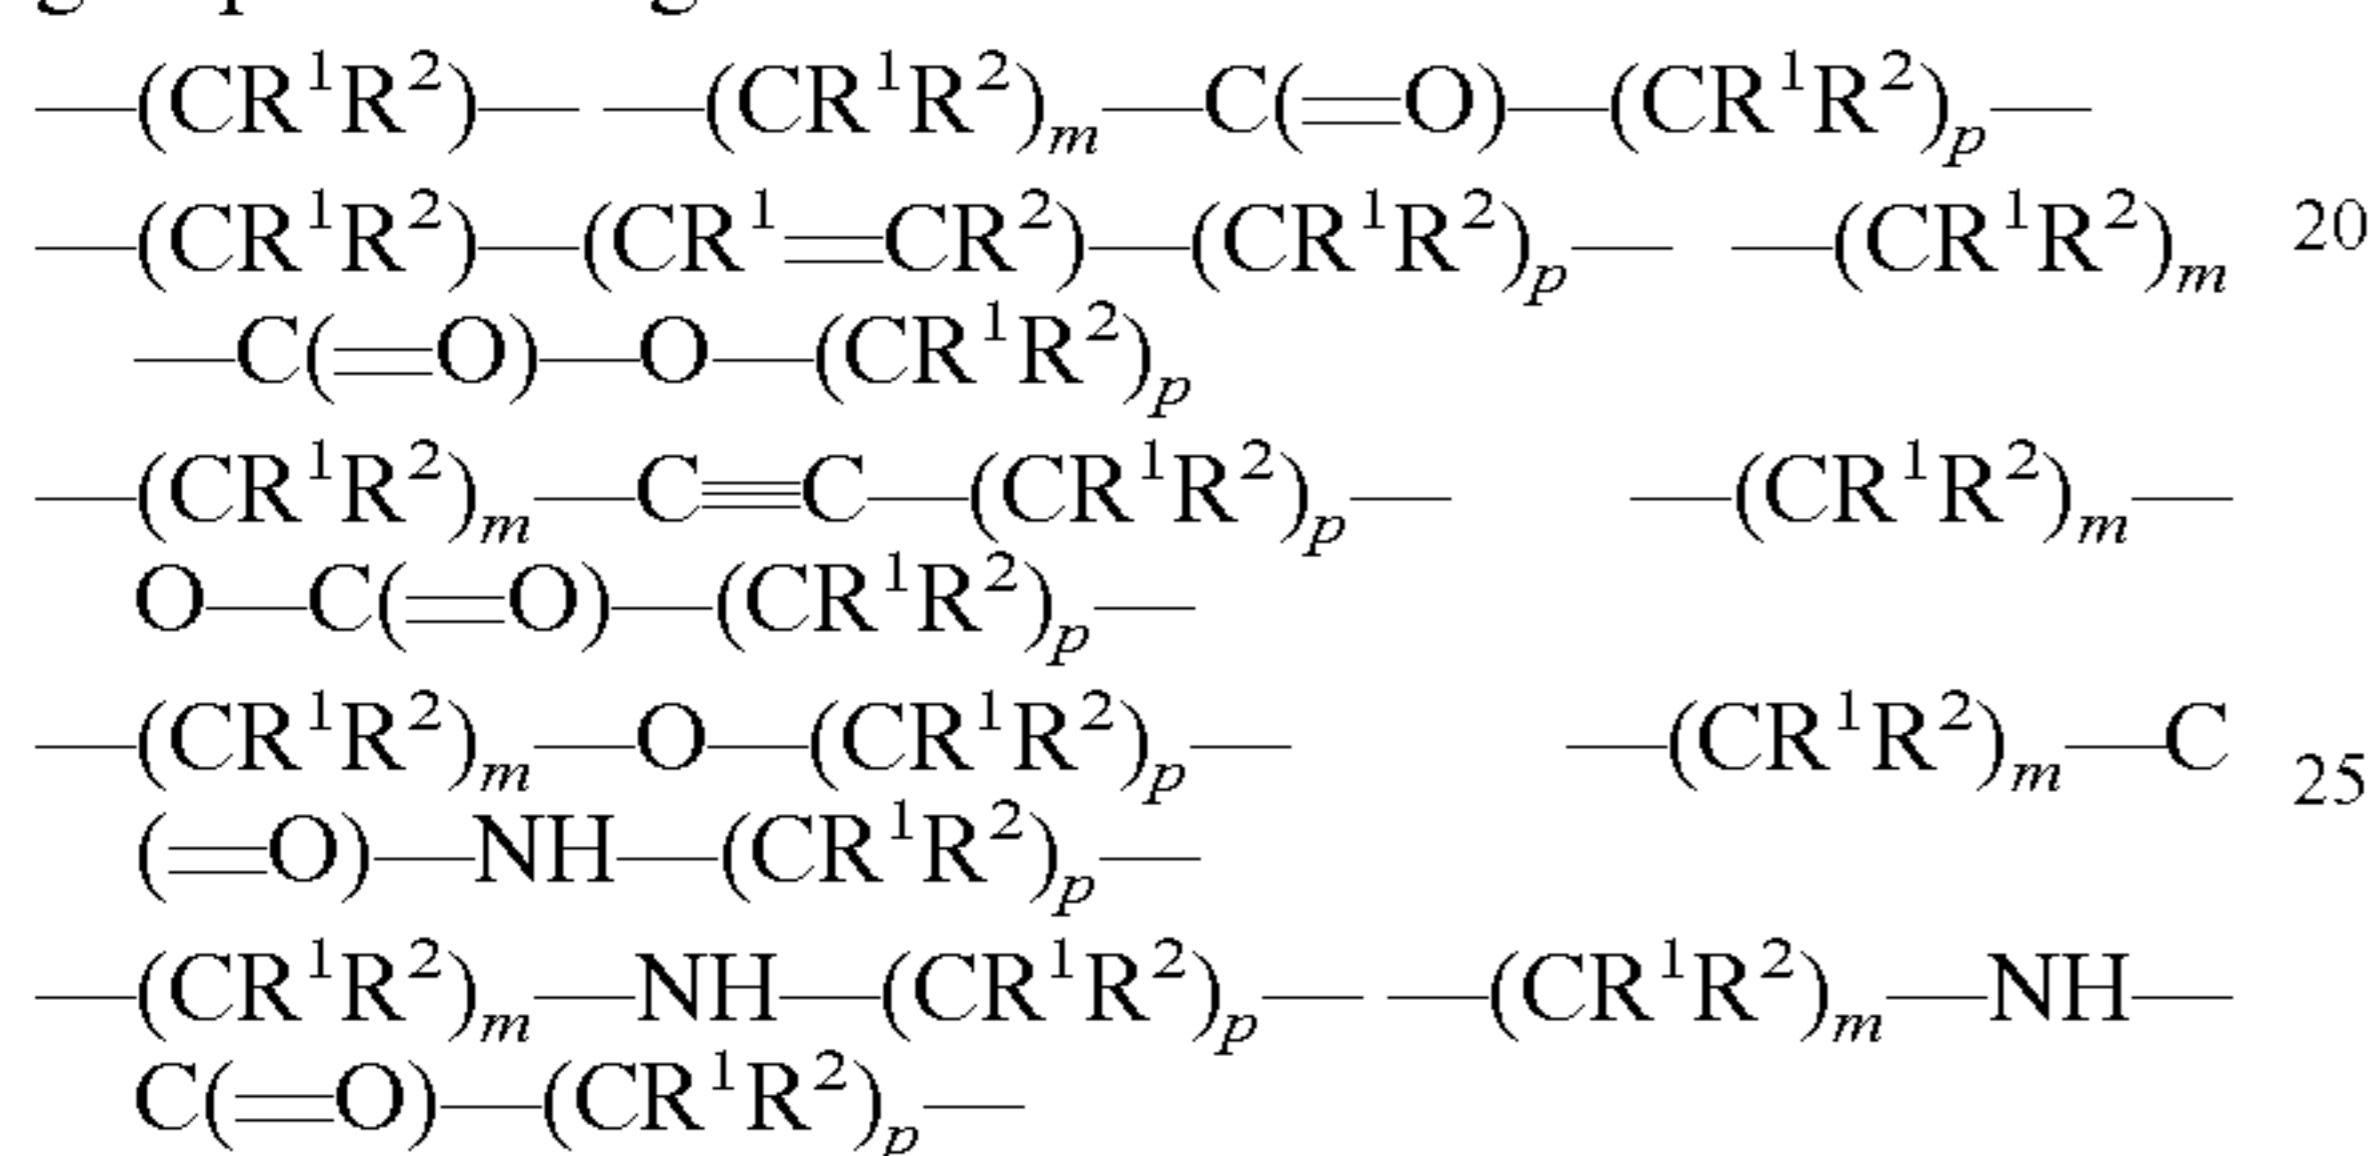 —(CR¹R²)— —(CR¹R²)ₘ—C(=O)—(CR¹R²)ₚ—
—(CR¹R²)—(CR¹=CR²)—(CR¹R²)ₚ— —(CR¹R²)ₘ 20
—C(=O)—O—(CR¹R²)ₚ
—(CR¹R²)ₘ—C≡C—(CR¹R²)ₚ— —(CR¹R²)ₘ—
O—C(=O)—(CR¹R²)ₚ—
—(CR¹R²)ₘ—O—(CR¹R²)ₚ— —(CR¹R²)ₘ—C 25
(=O)—NH—(CR¹R²)ₚ—
—(CR¹R²)ₘ—NH—(CR¹R²)ₚ— —(CR¹R²)ₘ—NH—
C(=O)—(CR¹R²)ₚ—